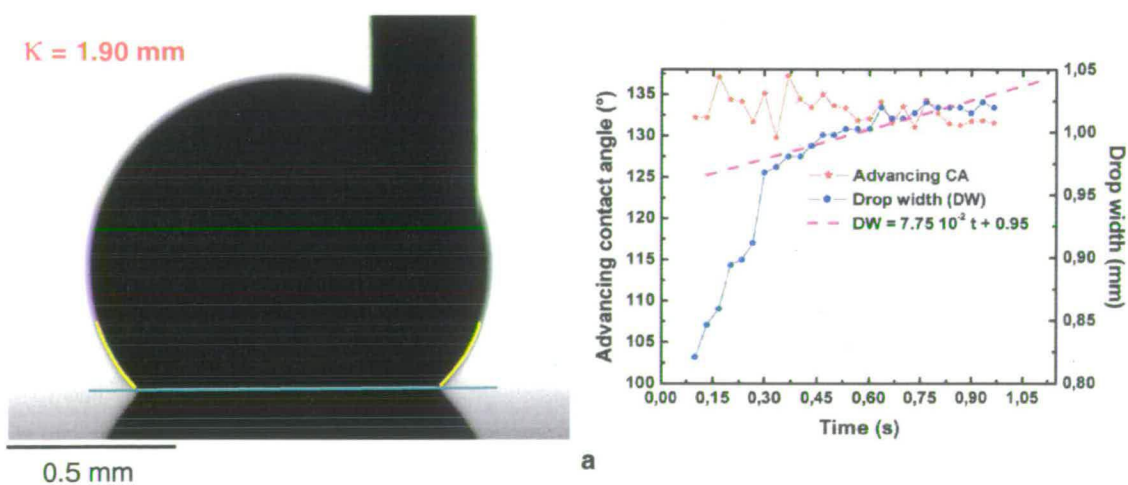 K = 1.90 mm
0.5 mm
a
Advancing contact angle (°)
135
130
125
120
115
110
105
100
0,00 0,15 0,30 0,45 0,60 0,75 0,90 1,05
Time (s)
1,05
1,00
0,95
0,90
0,85
0,80
Drop width (mm)
Advancing CA
Drop width (DW)
DW = 7.75 10⁻² t + 0.95